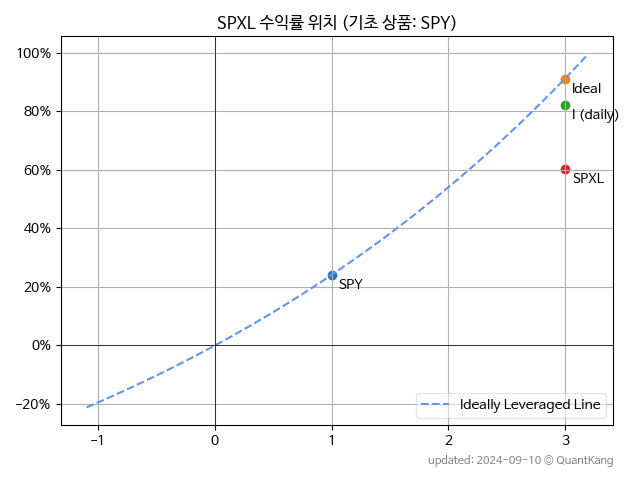 SPXL 수익률 위치 (기초 상품: SPY)
100%
80%
60%
40%
20%
0%
−20%
Ideal
I (daily)
SPXL
SPY
Ideally Leveraged Line
−1
0
1
2
3
updated: 2024-09-10 © QuantKang